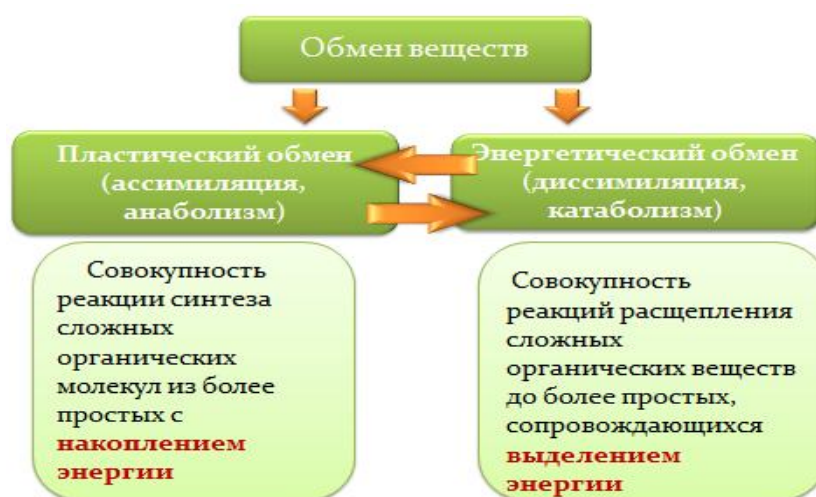 Обмен веществ
Пластический обмен
(ассимиляция,
анаболизм)
Энергетический обмен
(диссимиляция,
катаболизм)
Совокупность
реакции синтеза
сложных
органических
молекул из более
простых с
накоплением
энергии
Совокупность
реакций расщепления
сложных
органических веществ
до более простых,
сопровождающихся
выделением
энергии